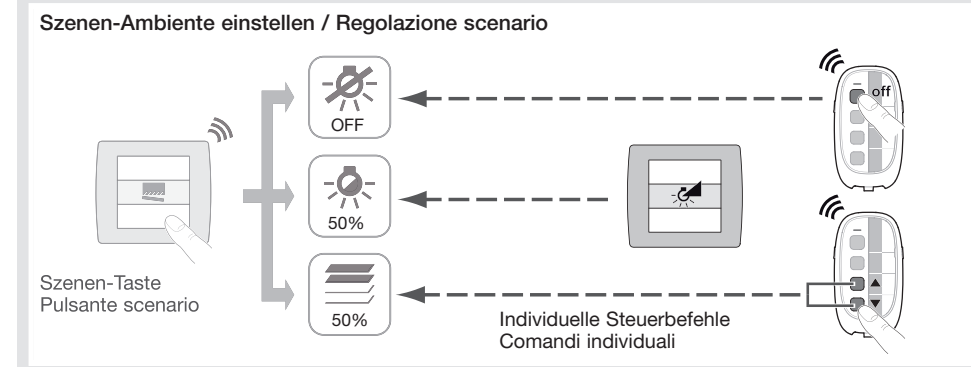 Szenen-Ambiente einstellen / Regolazione scenario
off
OFF
50%
Szenen-Taste
Pulsante scenario
50%
Individuelle Steuerbefehle
Comandi individuali